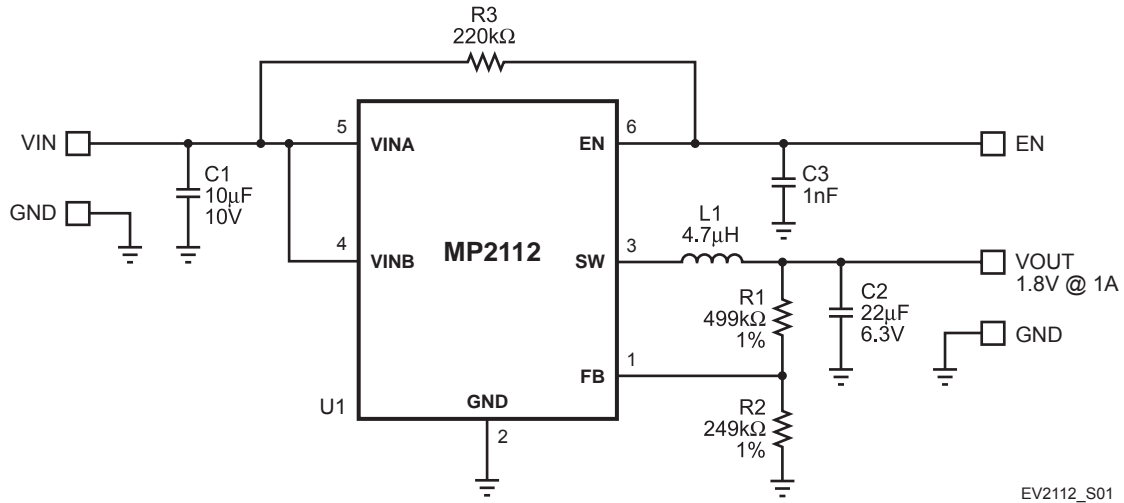 R3
220kΩ
VIN
5
VINA
EN
6
EN
C1
10µF
10V
C3
1nF
GND
L1
4.7µH
4
VINB
MP2112
SW
3
VOUT
1.8V @ 1A
R1
499kΩ
1%
C2
22µF
6.3V
GND
FB
1
U1
GND
2
R2
249kΩ
1%
EV2112_S01